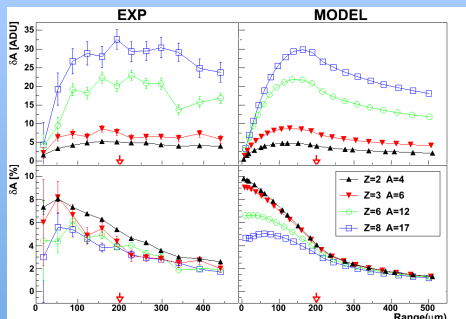 EXP MODEL
δA [ADU]
35
30
25
20
15
10
5
0
δA [%]
10
8
6
4
2
0
Z=2 A=4
Z=3 A=6
Z=6 A=12
Z=8 A=17
0 100 200 300 400 0 100 200 300 400 500
Range(μm)